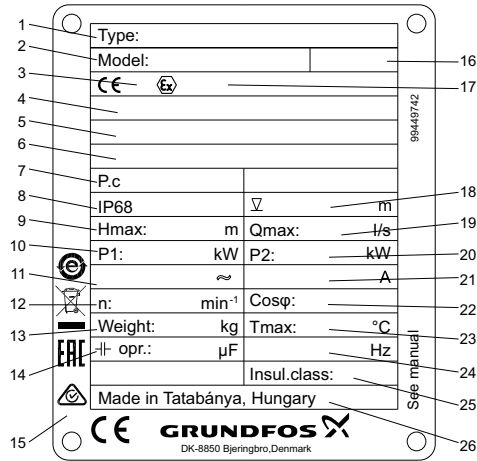 1 Type:
2 Model: 16
3 CE Ex 17
4
5
6
7 P.c
8 IP68 m 18
9 Hmax: m Qmax: l/s 19
10 P1: kW P2: kW 20
11 ~ A 21
12 n: min-1 Cosφ: 22
13 Weight: kg Tmax: °C 23
14 opr.: µF Hz 24
Insul.class: 25
Made in Tatabánya, Hungary 26
15 CE GRUNDFOS
DK-8850 Bjeringbro,Denmark
99449742
See manual
e
EAC